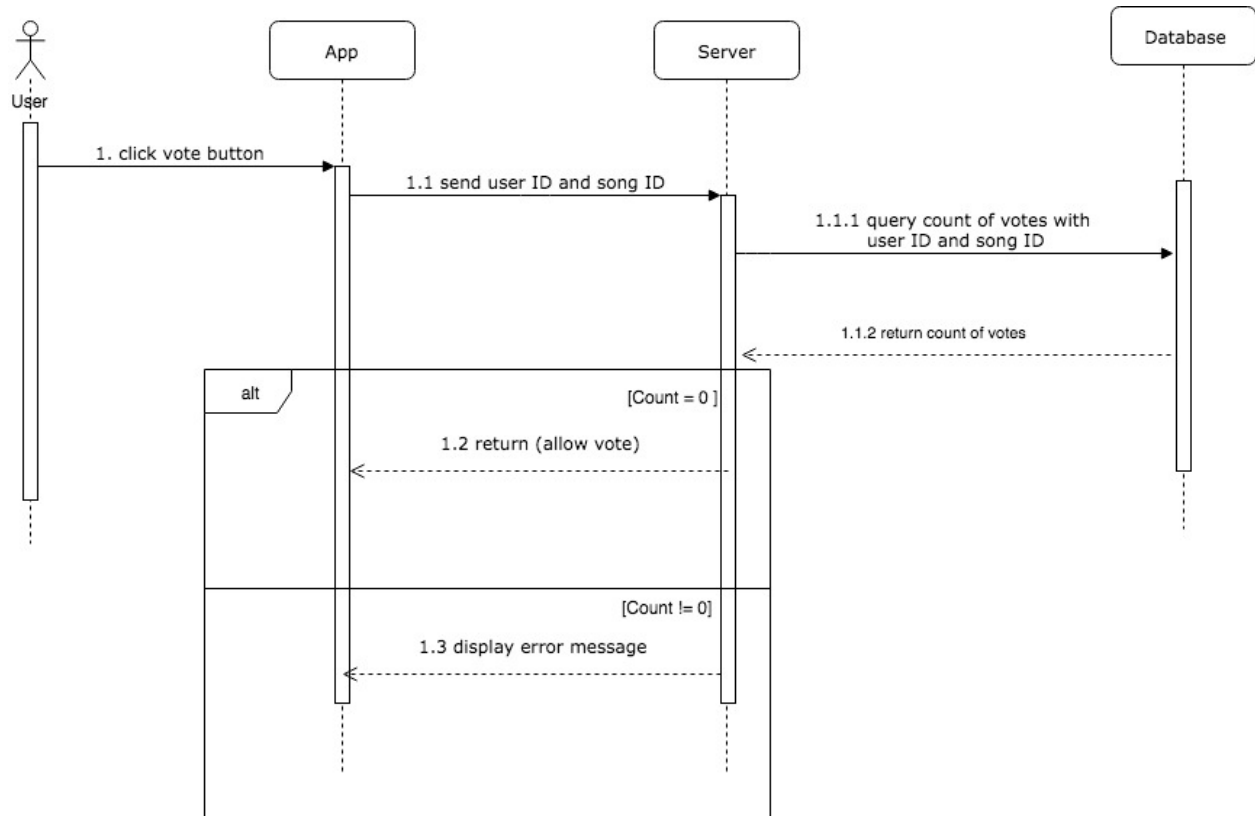 App
Server
Database
User
1. click vote button
1.1 send user ID and song ID
1.1.1 query count of votes with
user ID and song ID
1.1.2 return count of votes
alt
[Count = 0 ]
1.2 return (allow vote)
[Count != 0]
1.3 display error message